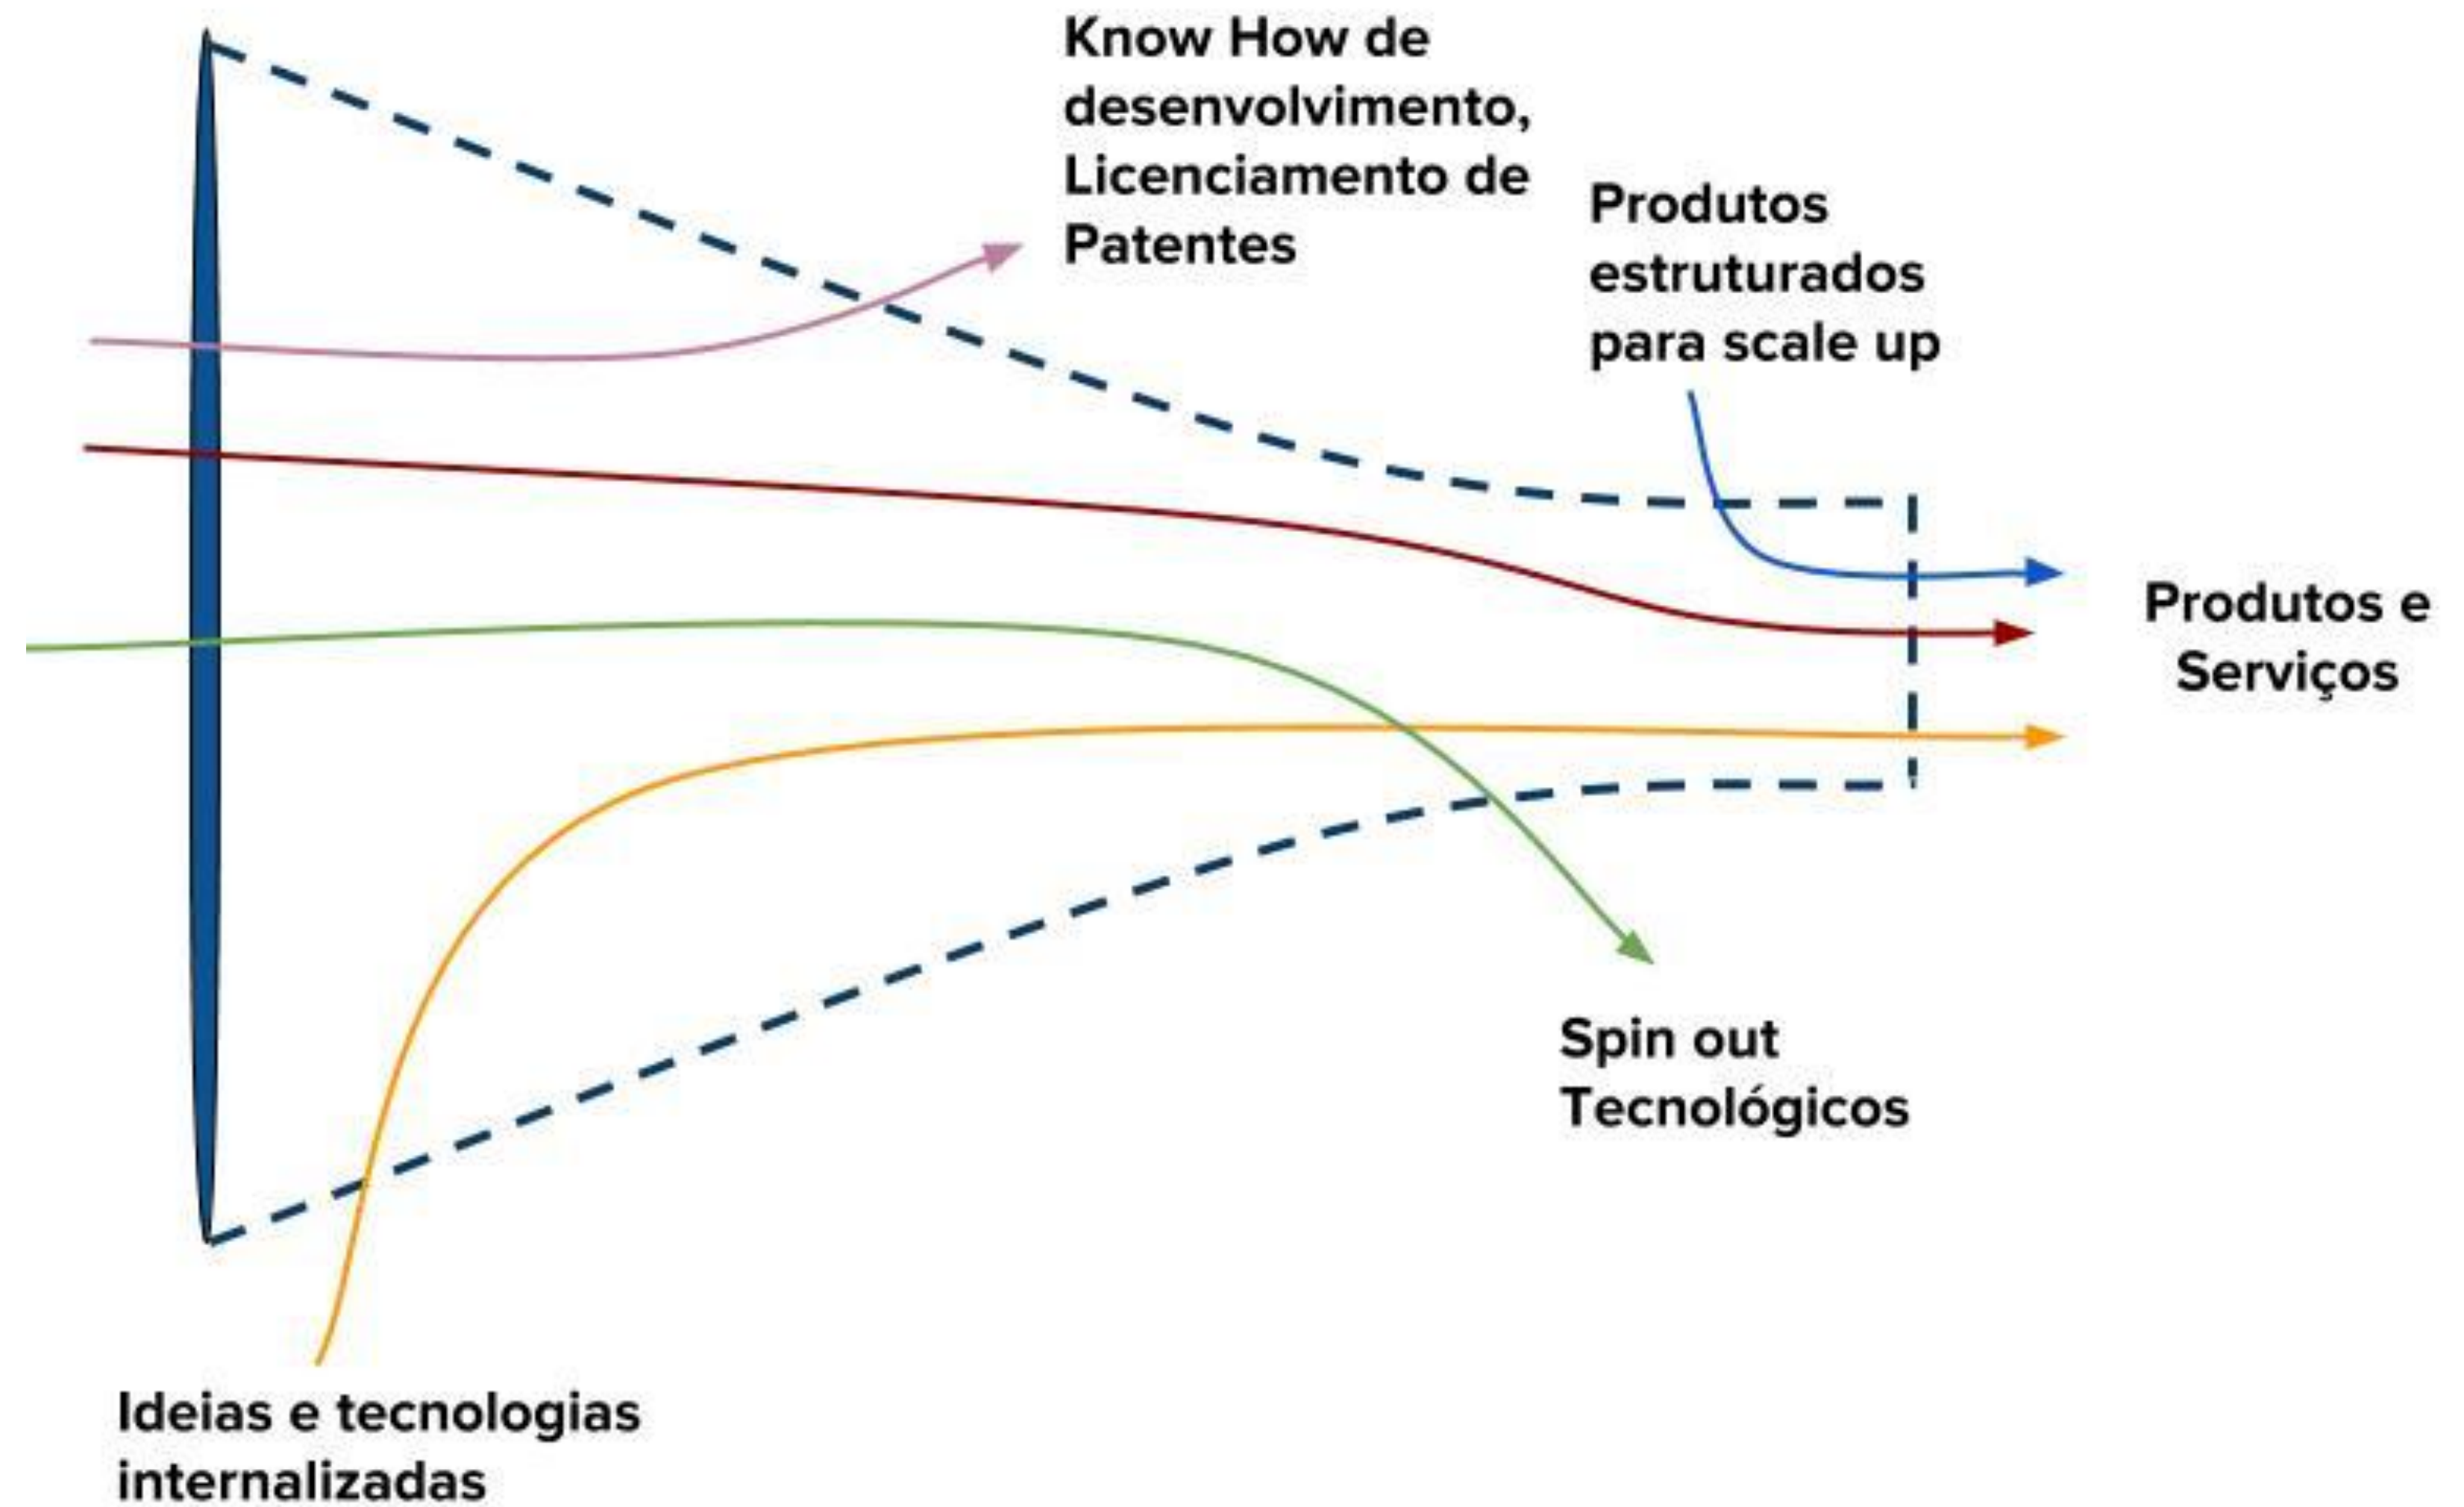 Know How de
desenvolvimento,
Licenciamento de
Patentes
Produtos
estruturados
para scale up
Produtos e
Serviços
Spin out
Tecnológicos
Ideias e tecnologias
internalizadas